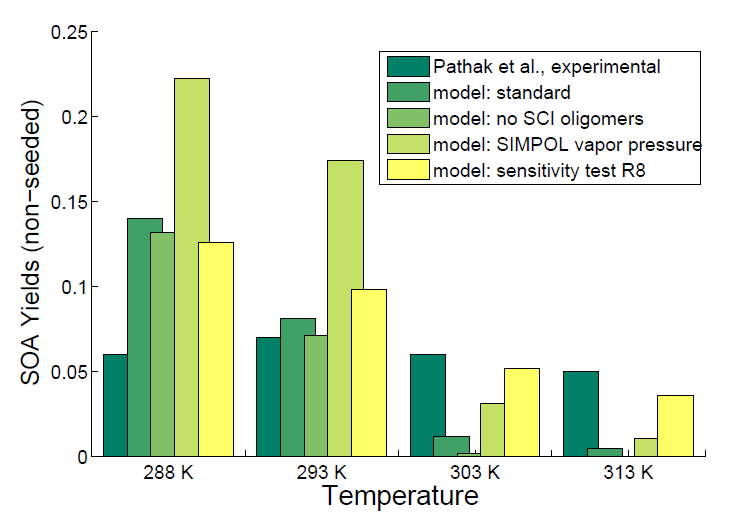 0.25
0.2
0.15
0.1
0.05
0
SOA Yields (non−seeded)
Pathak et al., experimental
model: standard
model: no SCI oligomers
model: SIMPOL vapor pressure
model: sensitivity test R8
288 K
293 K
303 K
313 K
Temperature